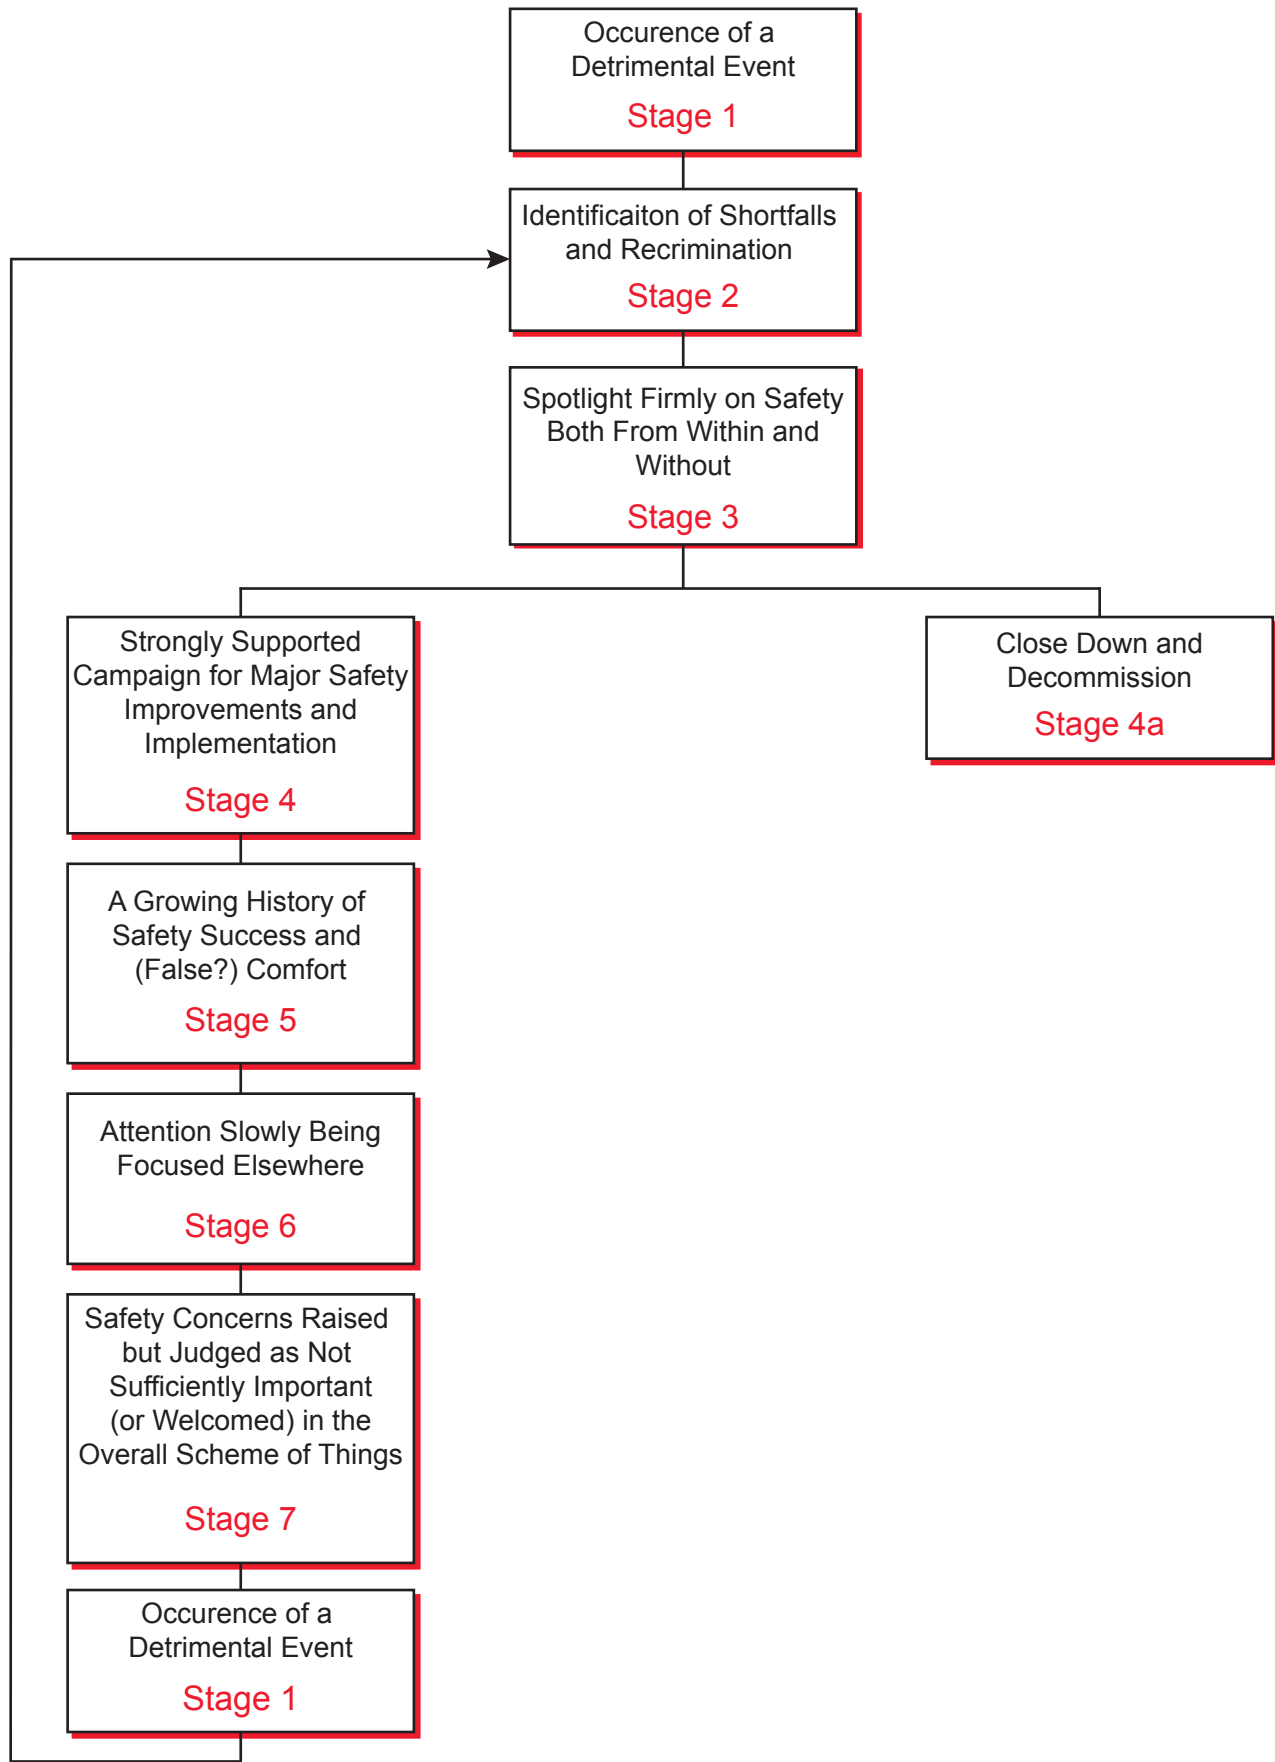 Occurence of a
Detrimental Event
Stage 1
Identificaiton of Shortfalls
and Recrimination
Stage 2
Spotlight Firmly on Safety
Both From Within and
Without
Stage 3
Strongly Supported
Campaign for Major Safety
Improvements and
Implementation
Stage 4
Close Down and
Decommission
Stage 4a
A Growing History of
Safety Success and
(False?) Comfort
Stage 5
Attention Slowly Being
Focused Elsewhere
Stage 6
Safety Concerns Raised
but Judged as Not
Sufficiently Important
(or Welcomed) in the
Overall Scheme of Things
Stage 7
Occurence of a
Detrimental Event
Stage 1